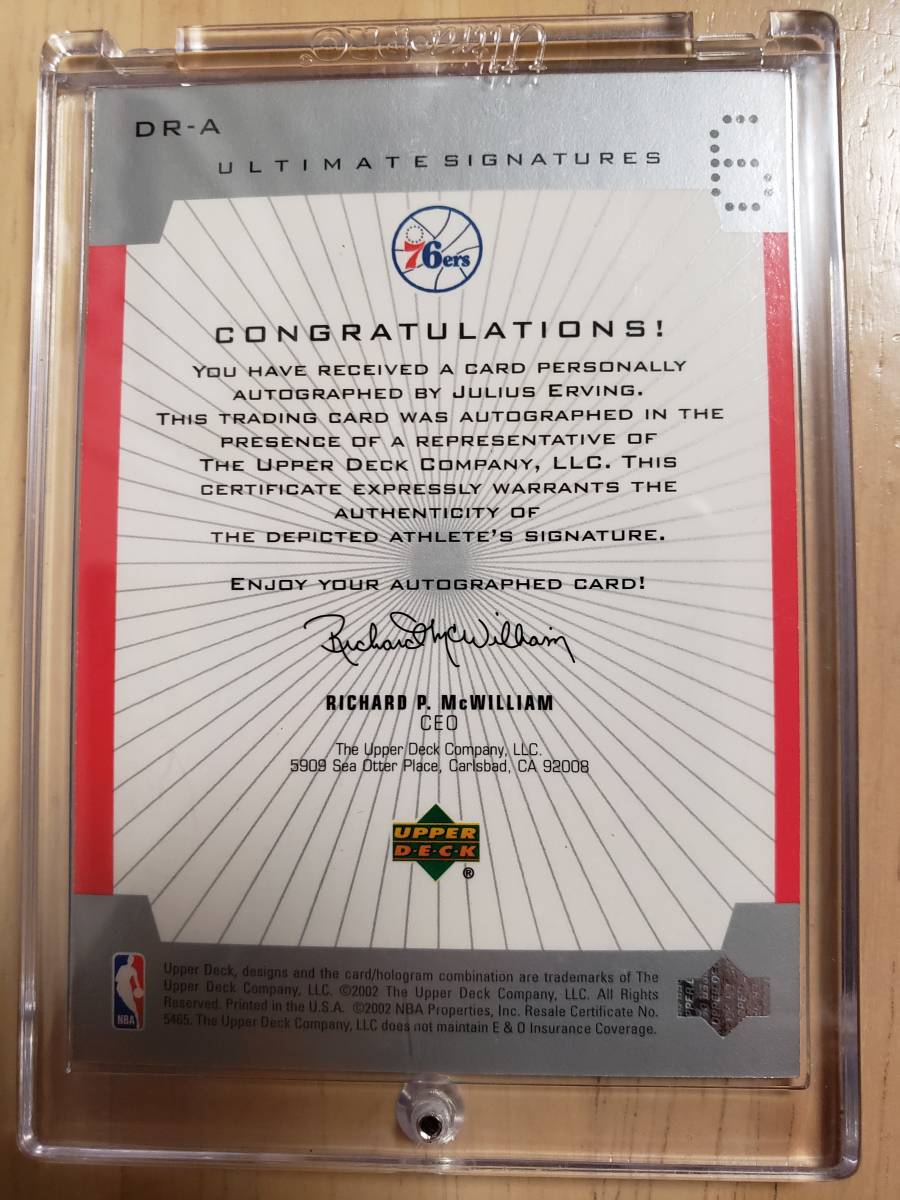 Ultra PRO®
DR-A
ULTIMATE SIGNATURES
6
76ers
CONGRATULATIONS!
YOU HAVE RECEIVED A CARD PERSONALLY
AUTOGRAPHED BY JULIUS ERVING.
THIS TRADING CARD WAS AUTOGRAPHED IN THE
PRESENCE OF A REPRESENTATIVE OF
THE UPPER DECK COMPANY, LLC. THIS
CERTIFICATE EXPRESSLY WARRANTS THE
AUTHENTICITY OF
THE DEPICTED ATHLETE'S SIGNATURE.
ENJOY YOUR AUTOGRAPHED CARD!
Richard McWilliam
RICHARD P. McWILLIAM
CEO
The Upper Deck Company, LLC.
5909 Sea Otter Place, Carlsbad, CA 92008
UPPER
D·E·C·K
®
Upper Deck, designs and the card/hologram combination are trademarks of The
Upper Deck Company, LLC. ©2002 The Upper Deck Company, LLC. All Rights
Reserved. Printed in the U.S.A. ©2002 NBA Properties, Inc. Resale Certificate No.
5465. The Upper Deck Company, LLC does not maintain E & O Insurance Coverage.
NBA